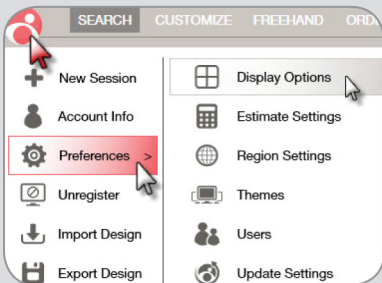 SEARCH CUSTOMIZE FREEHAND
New Session
Account Info
Preferences >
Unregister
Import Design
Export Design
Display Options
Estimate Settings
Region Settings
Themes
Users
Update Settings